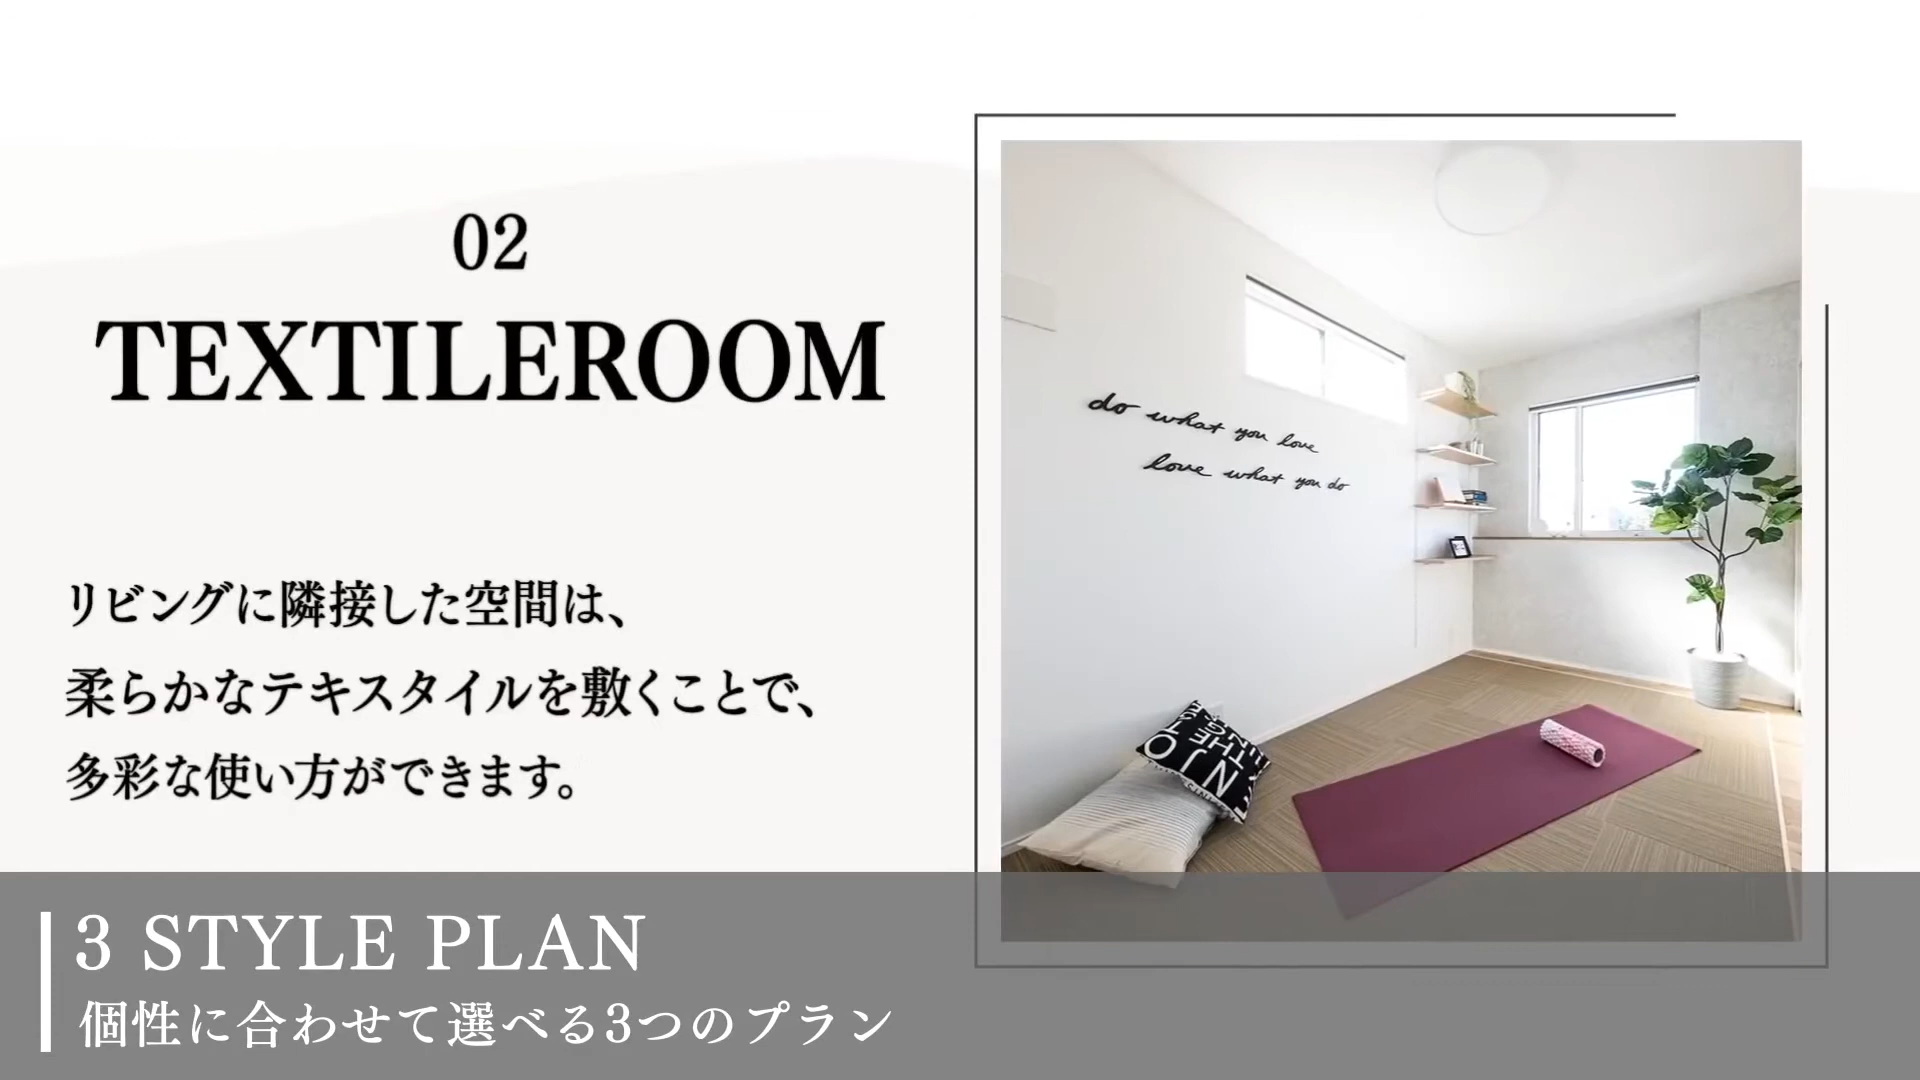 02
TEXTILEROOM
リビングに隣接した空間は、
柔らかなテキスタイルを敷くことで、
多彩な使い方ができます。
do what you love
love what you do
3 STYLE PLAN
個性に合わせて選べる3つのプラン